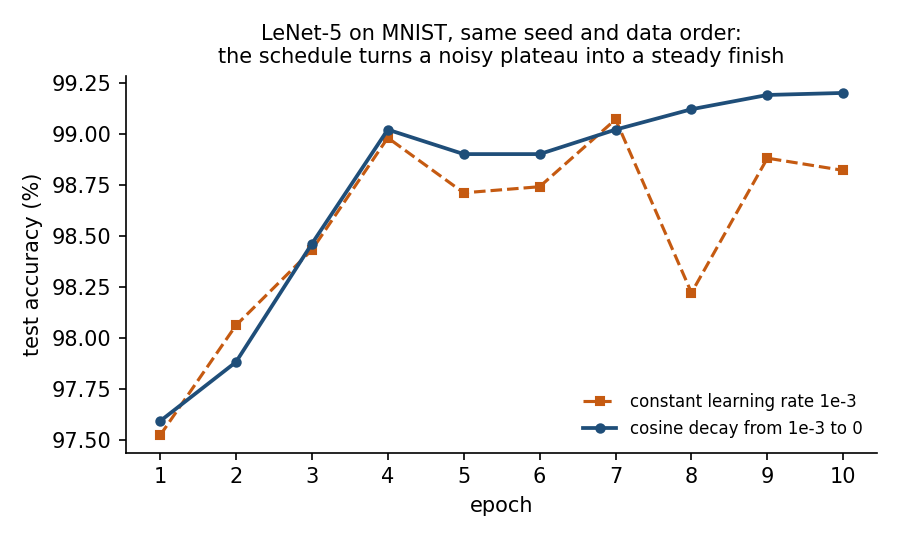 LeNet-5 on MNIST, same seed and data order:
the schedule turns a noisy plateau into a steady finish
99.25
99.00
98.75
98.50
98.25
98.00
97.75
97.50
test accuracy (%)
constant learning rate 1e-3
cosine decay from 1e-3 to 0
1 2 3 4 5 6 7 8 9 10
epoch